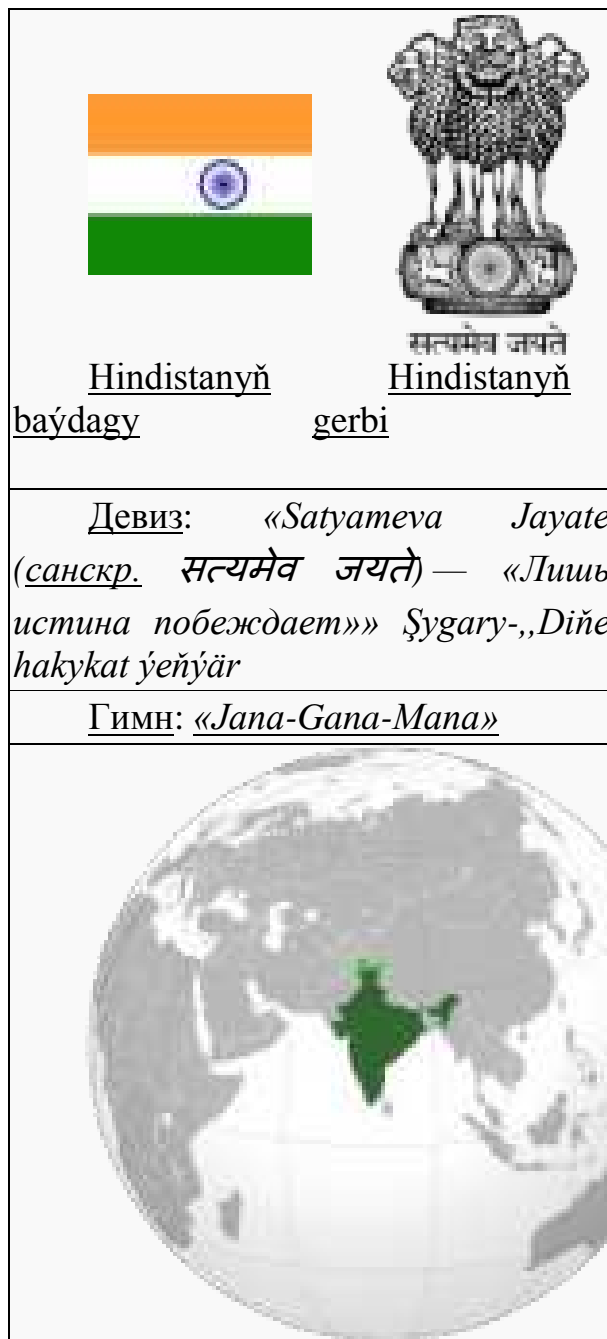 सत्यमेव जयते
Hindistanyň Hindistanyň
baýdagy gerbi
Девиз: «Satyameva Jayate
(санскр. सत्यमेव जयते) — «Лишь
истина побеждает»» Şygary-,,Diňe
hakykat ýeňýär
Гимн: «Jana-Gana-Mana»